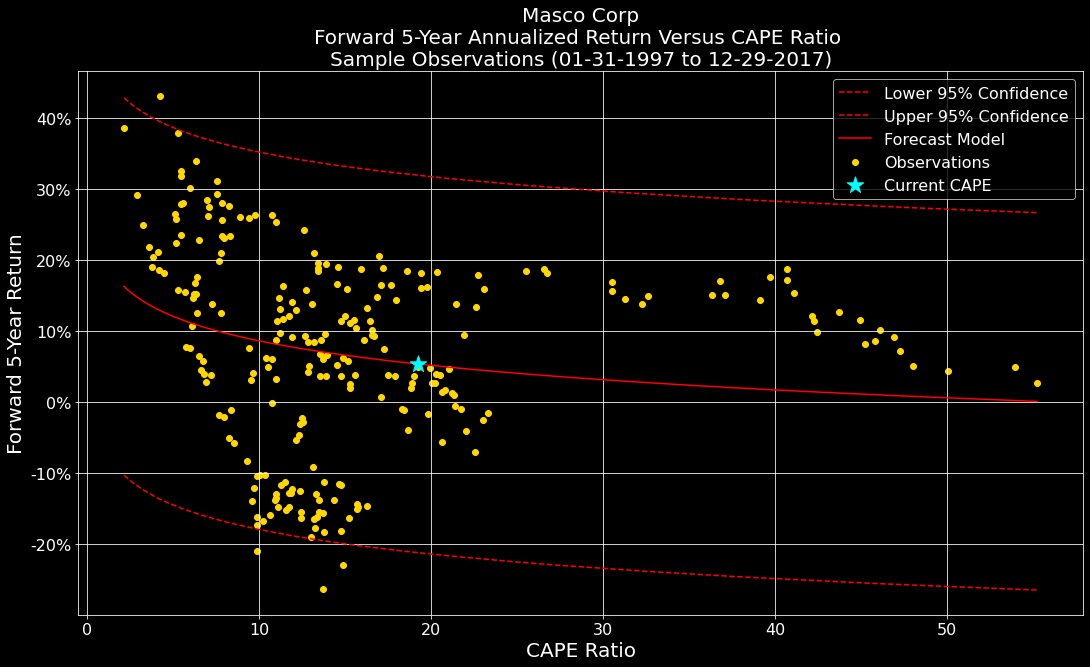 Masco Corp
Forward 5-Year Annualized Return Versus CAPE Ratio
Sample Observations (01-31-1997 to 12-29-2017)
Lower 95% Confidence
Upper 95% Confidence
Forecast Model
Observations
Current CAPE
Forward 5-Year Return
40%
30%
20%
10%
0%
-10%
-20%
0 10 20 30 40 50
CAPE Ratio